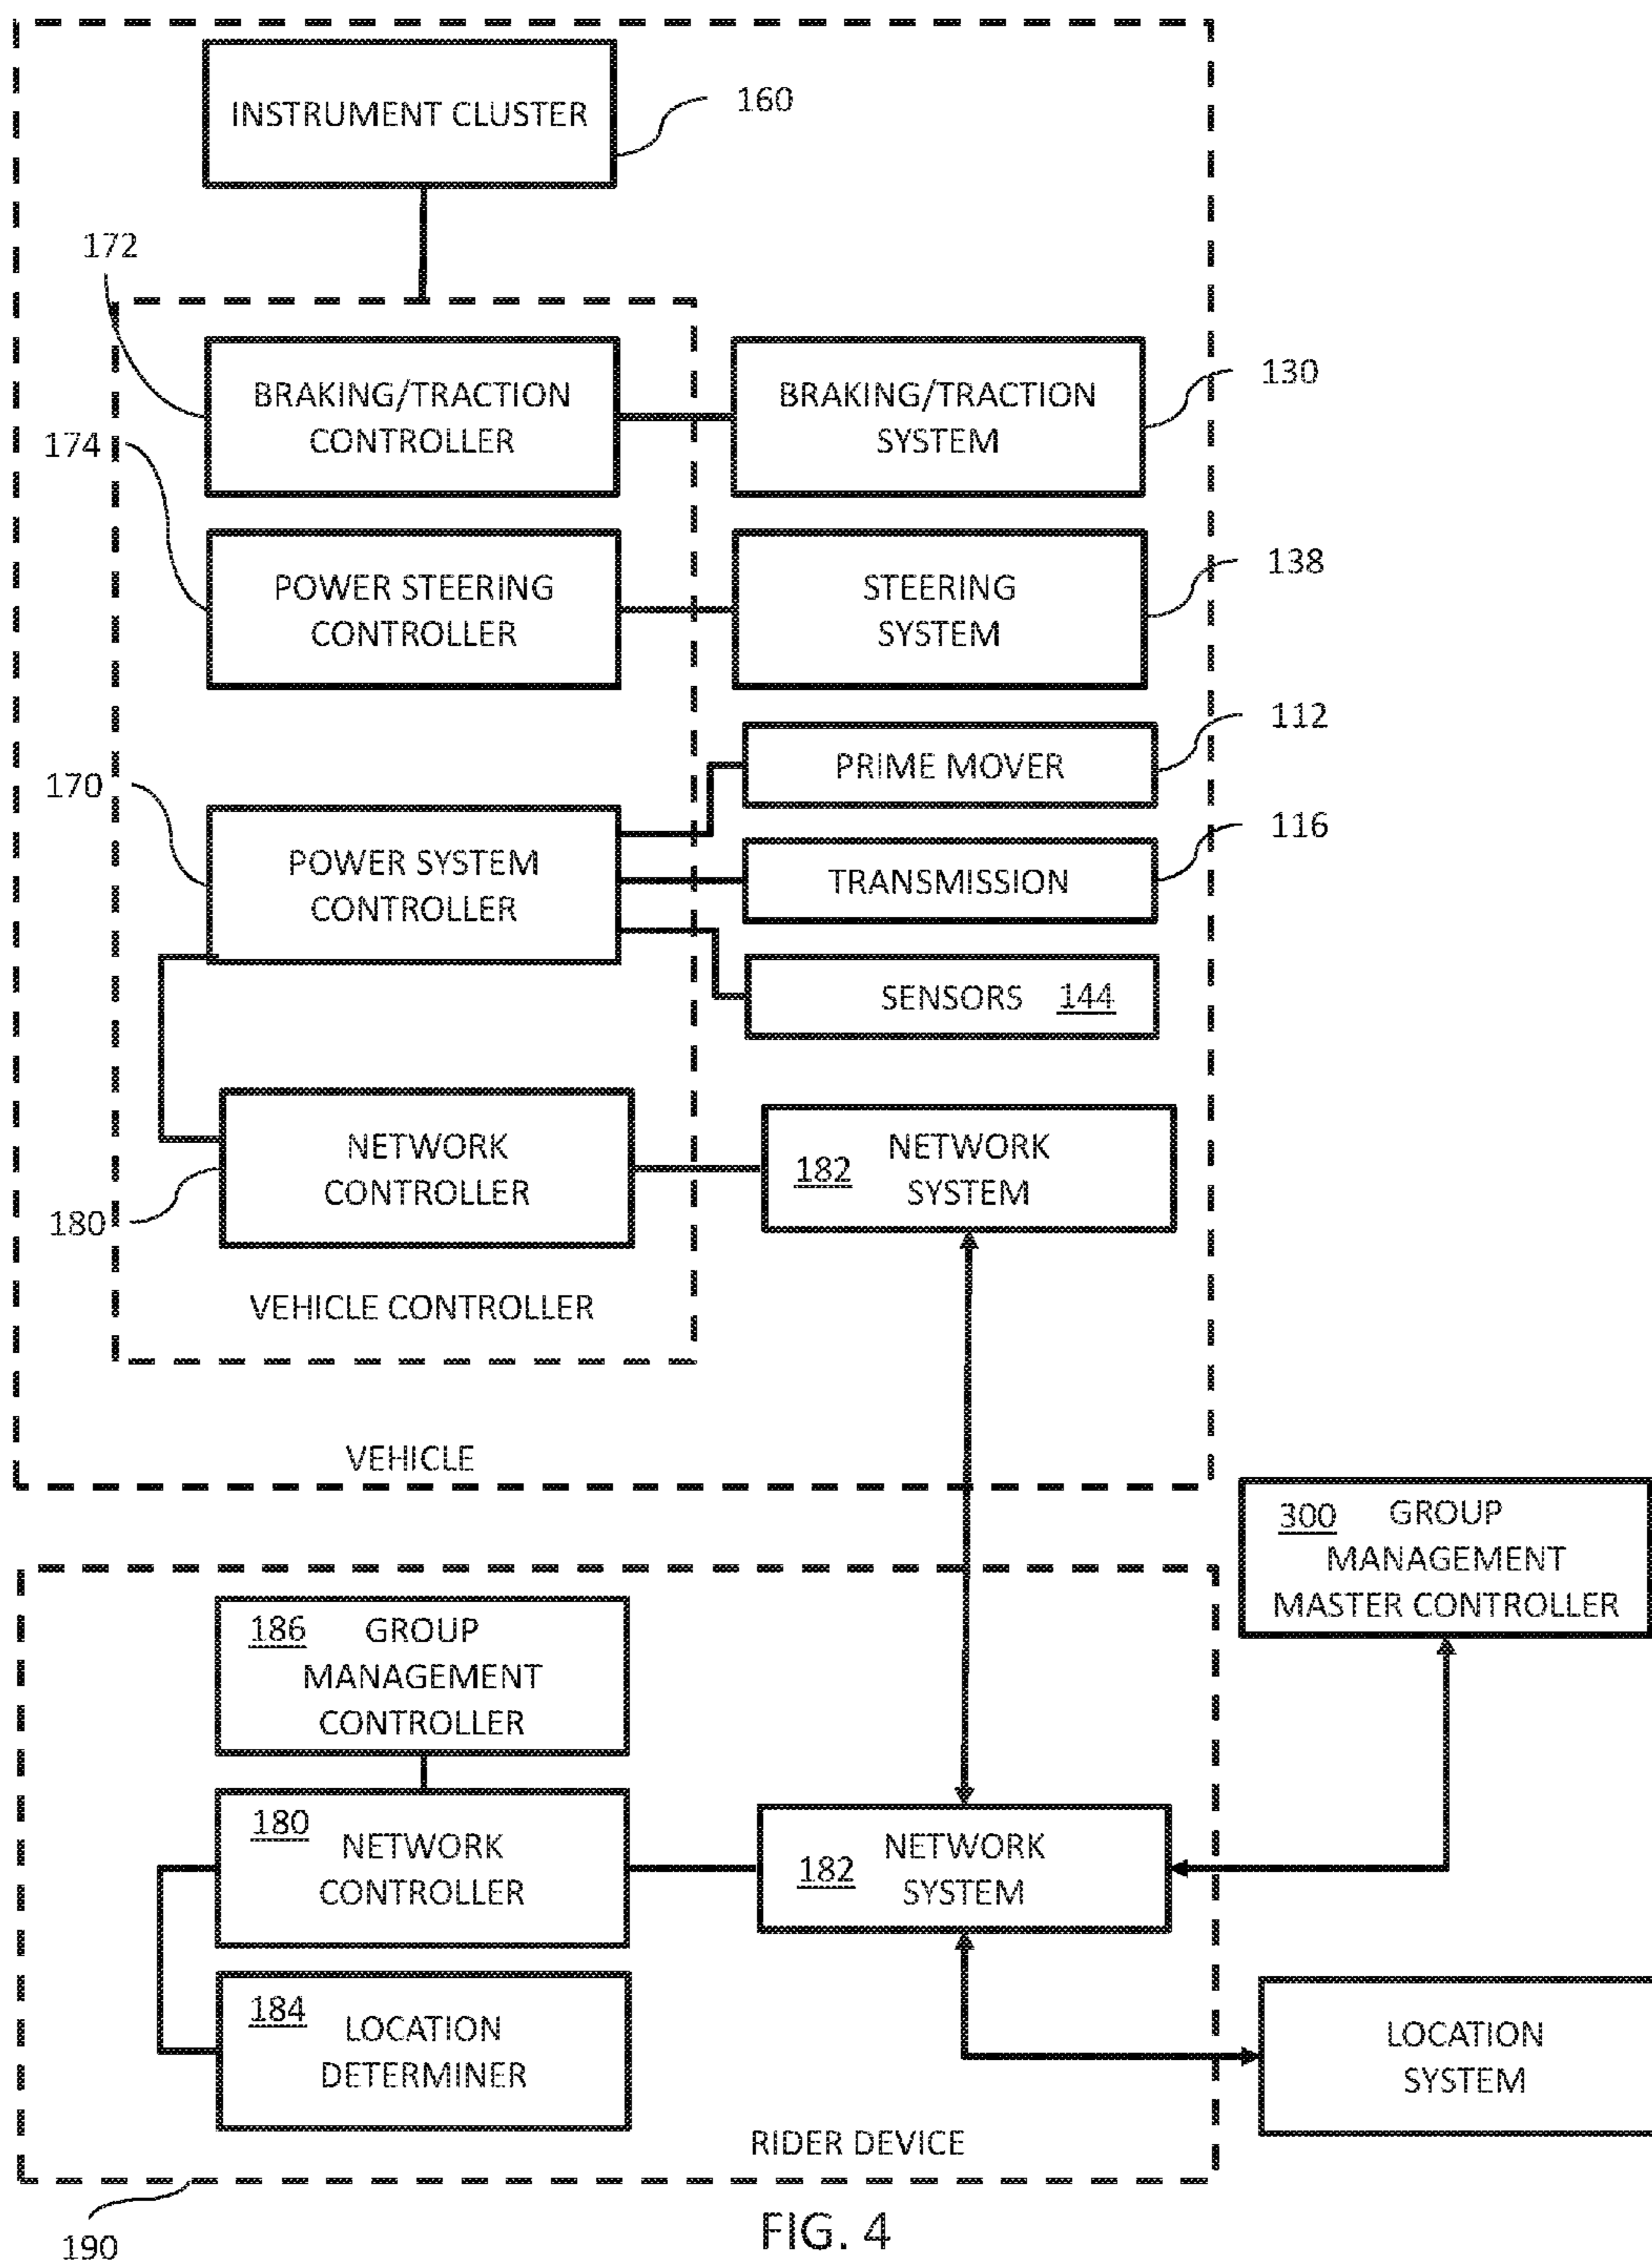 INSTRUMENT CLUSTER
160
172
BRAKING/TRACTION
CONTROLLER
BRAKING/TRACTION
SYSTEM
130
174
POWER STEERING
CONTROLLER
STEERING
SYSTEM
138
PRIME MOVER
112
170
POWER SYSTEM
CONTROLLER
TRANSMISSION
116
SENSORS 144
NETWORK
CONTROLLER
180
182 NETWORK
SYSTEM
VEHICLE CONTROLLER
VEHICLE
300 GROUP
MANAGEMENT
MASTER CONTROLLER
186 GROUP
MANAGEMENT
CONTROLLER
180
NETWORK
CONTROLLER
182 NETWORK
SYSTEM
184
LOCATION
DETERMINER
LOCATION
SYSTEM
RIDER DEVICE
190
FIG. 4